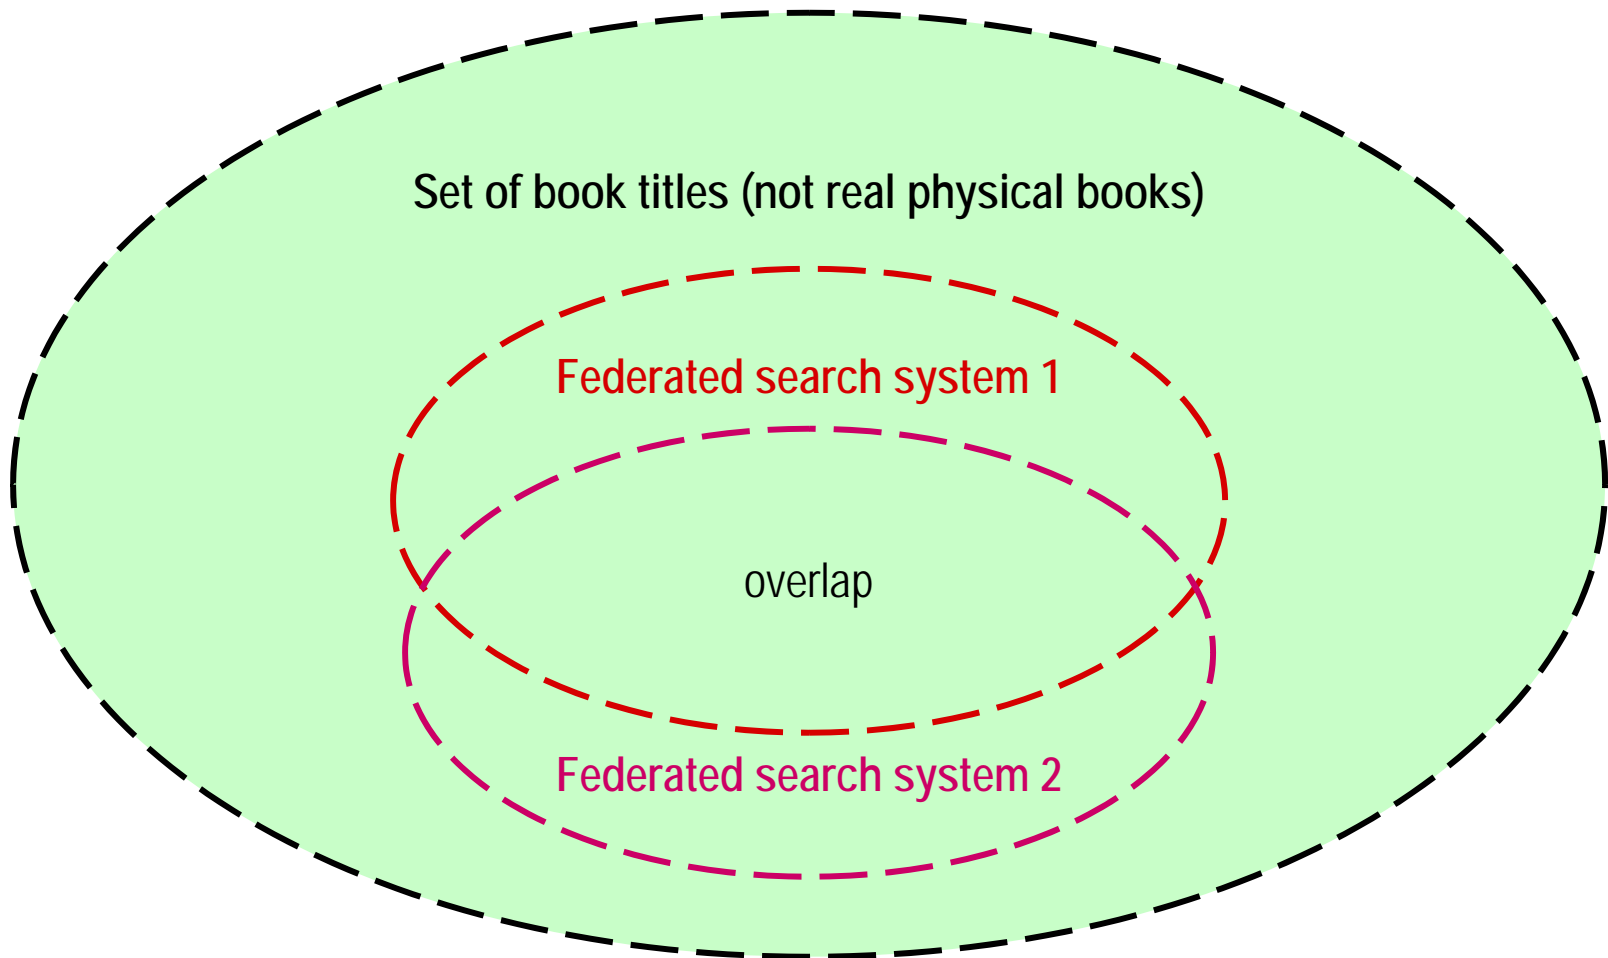 Set of book titles (not real physical books)
Federated search system 1
overlap
Federated search system 2